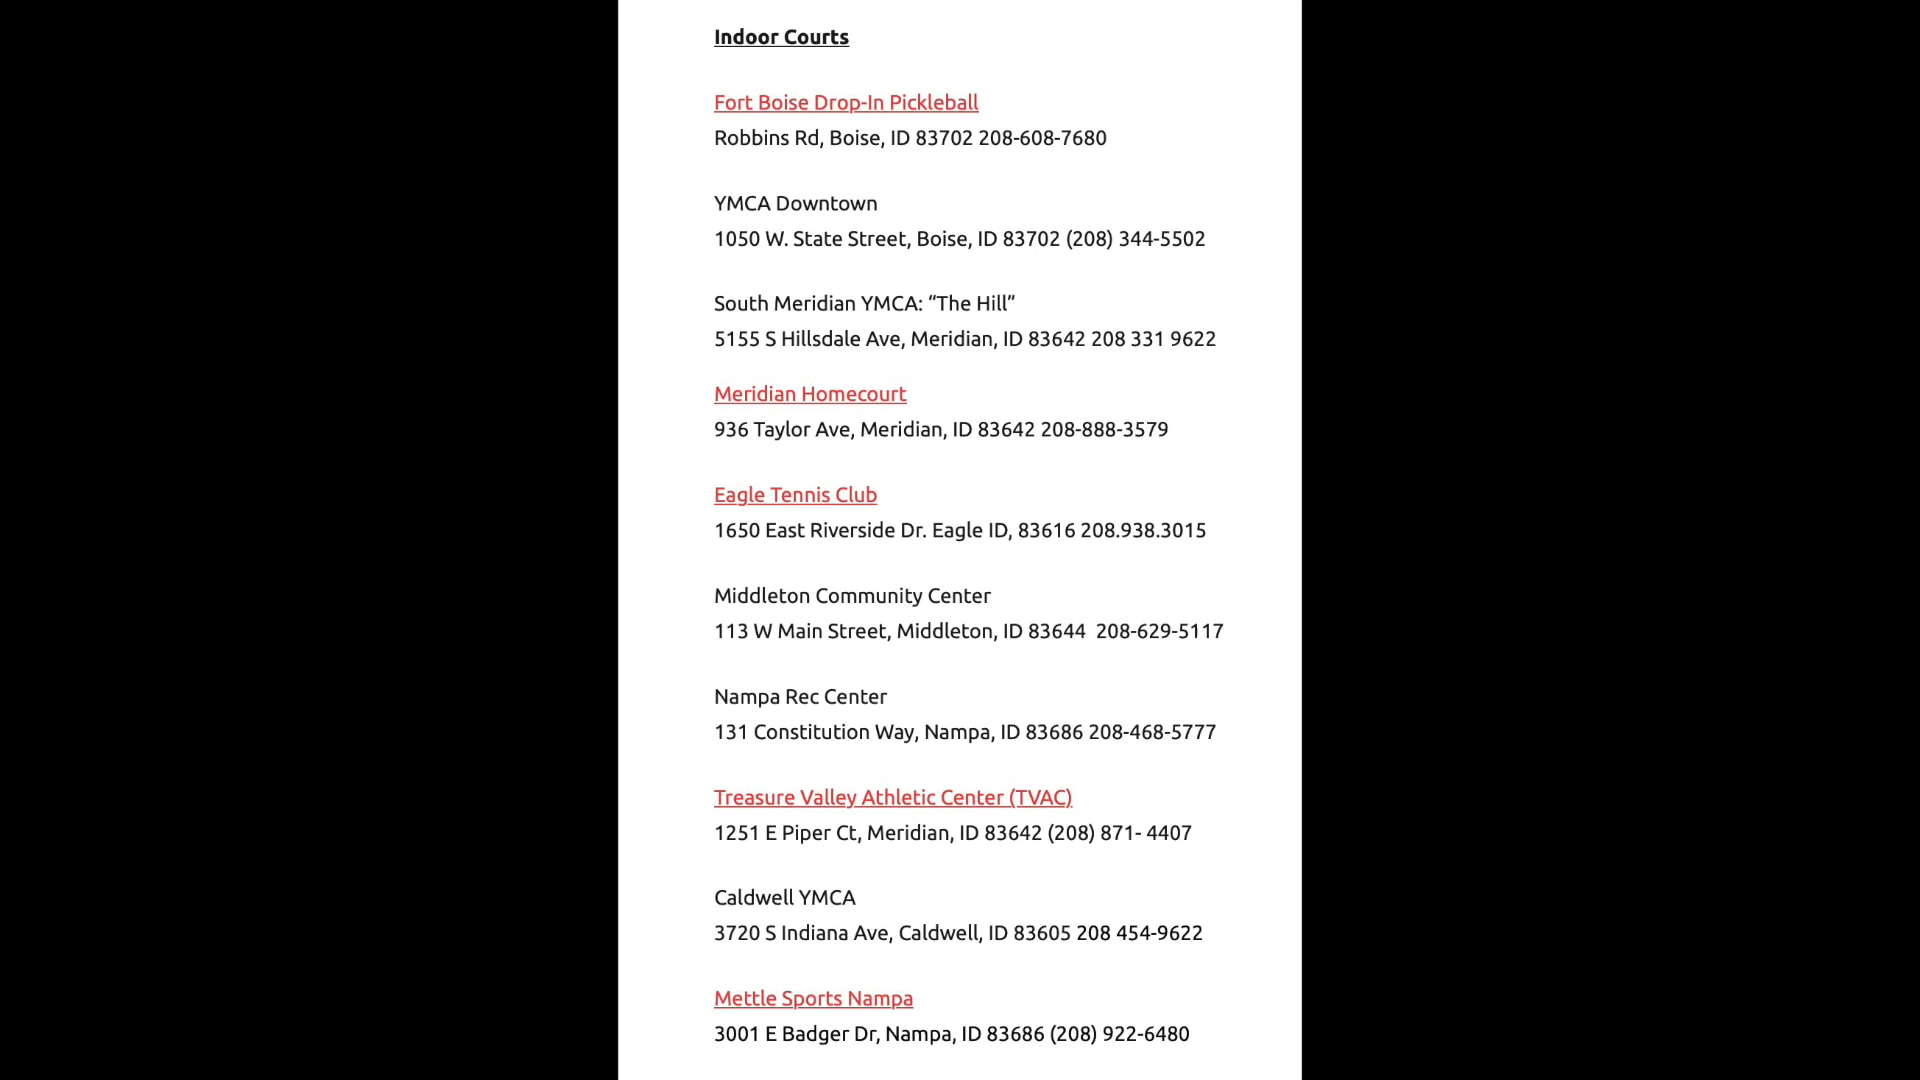 Indoor Courts
Fort Boise Drop-In Pickleball
Robbins Rd, Boise, ID 83702 208-608-7680
YMCA Downtown
1050 W. State Street, Boise, ID 83702 (208) 344-5502
South Meridian YMCA: “The Hill”
5155 S Hillsdale Ave, Meridian, ID 83642 208 331 9622
Meridian Homecourt
936 Taylor Ave, Meridian, ID 83642 208-888-3579
Eagle Tennis Club
1650 East Riverside Dr. Eagle ID, 83616 208.938.3015
Middleton Community Center
113 W Main Street, Middleton, ID 83644  208-629-5117
Nampa Rec Center
131 Constitution Way, Nampa, ID 83686 208-468-5777
Treasure Valley Athletic Center (TVAC)
1251 E Piper Ct, Meridian, ID 83642 (208) 871- 4407
Caldwell YMCA
3720 S Indiana Ave, Caldwell, ID 83605 208 454-9622
Mettle Sports Nampa
3001 E Badger Dr, Nampa, ID 83686 (208) 922-6480